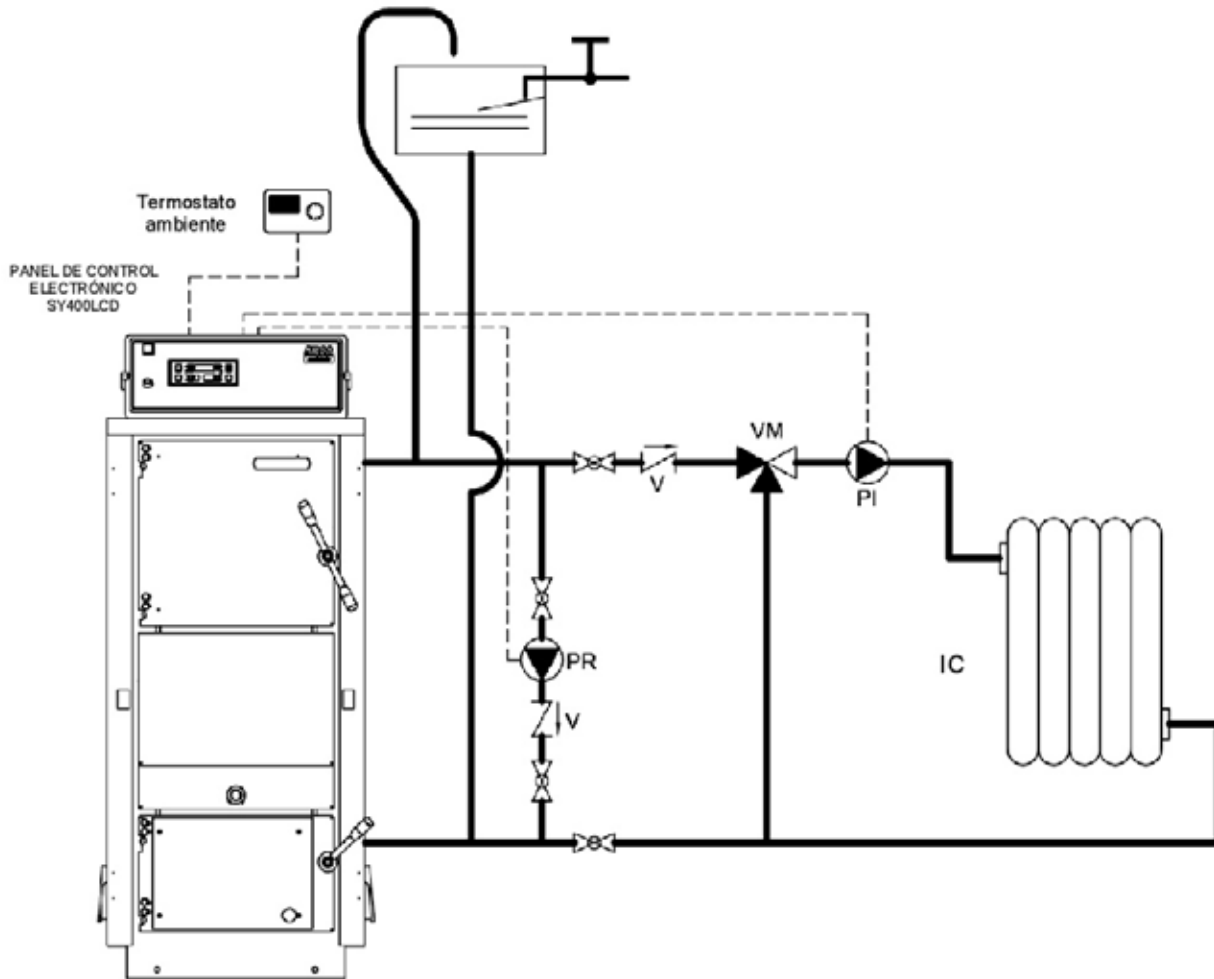 Termostato
ambiente
PANEL DE CONTROL
ELECTRÓNICO
SY400LCD
VM
V
PI
PR
V
IC